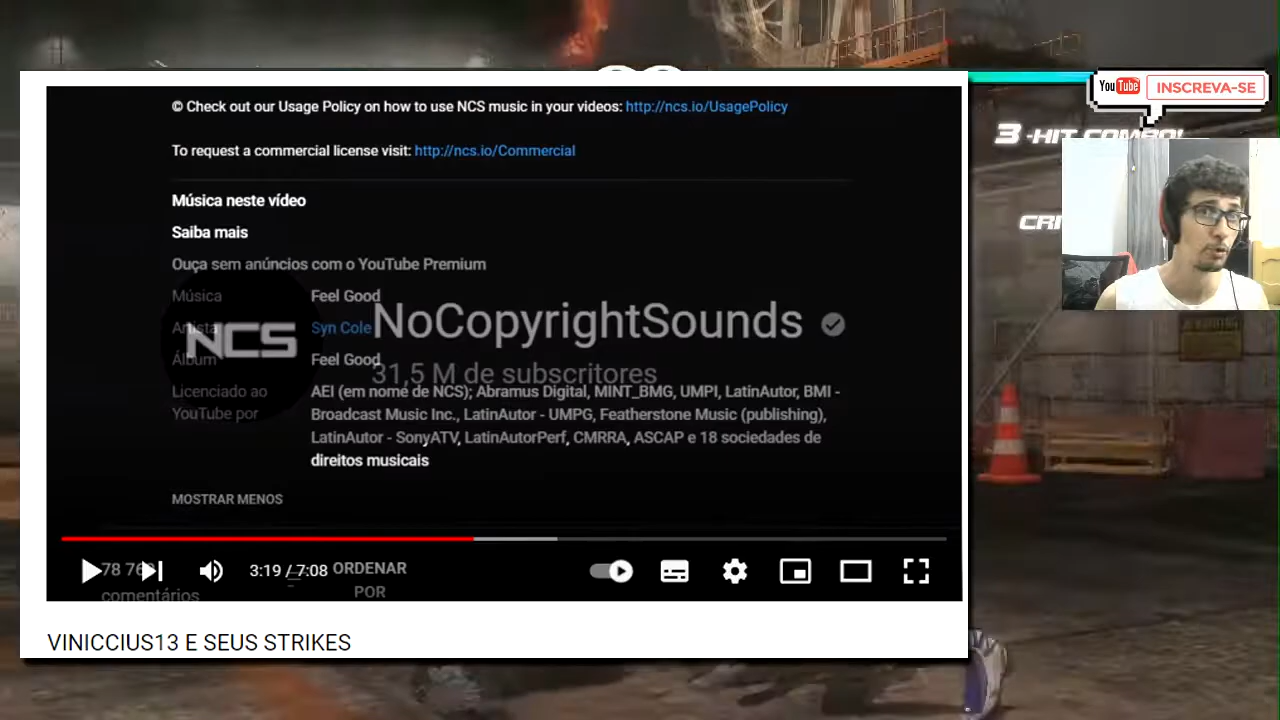 © Check out our Usage Policy on how to use NCS music in your videos: http://ncs.io/UsagePolicy
To request a commercial license visit: http://ncs.io/Commercial
Música neste vídeo
Saiba mais
Ouça sem anúncios com o YouTube Premium
Música Feel Good
Artista Syn Cole
NCS NoCopyrightSounds
Álbum Feel Good
31,5 M de subscritores
Licenciado ao YouTube por
AEI (em nome de NCS); Abramus Digital, MINT_BMG, UMPI, LatinAutor, BMI -
Broadcast Music Inc., LatinAutor - UMPG, Featherstone Music (publishing),
LatinAutor - SonyATV, LatinAutorPerf, CMRRA, ASCAP e 18 sociedades de
direitos musicais
MOSTRAR MENOS
3:19 / 7:08
comentários
ORDENAR
POR
VINICCIUS13 E SEUS STRIKES
YouTube INSCREVA-SE
3 -HIT COMBO!